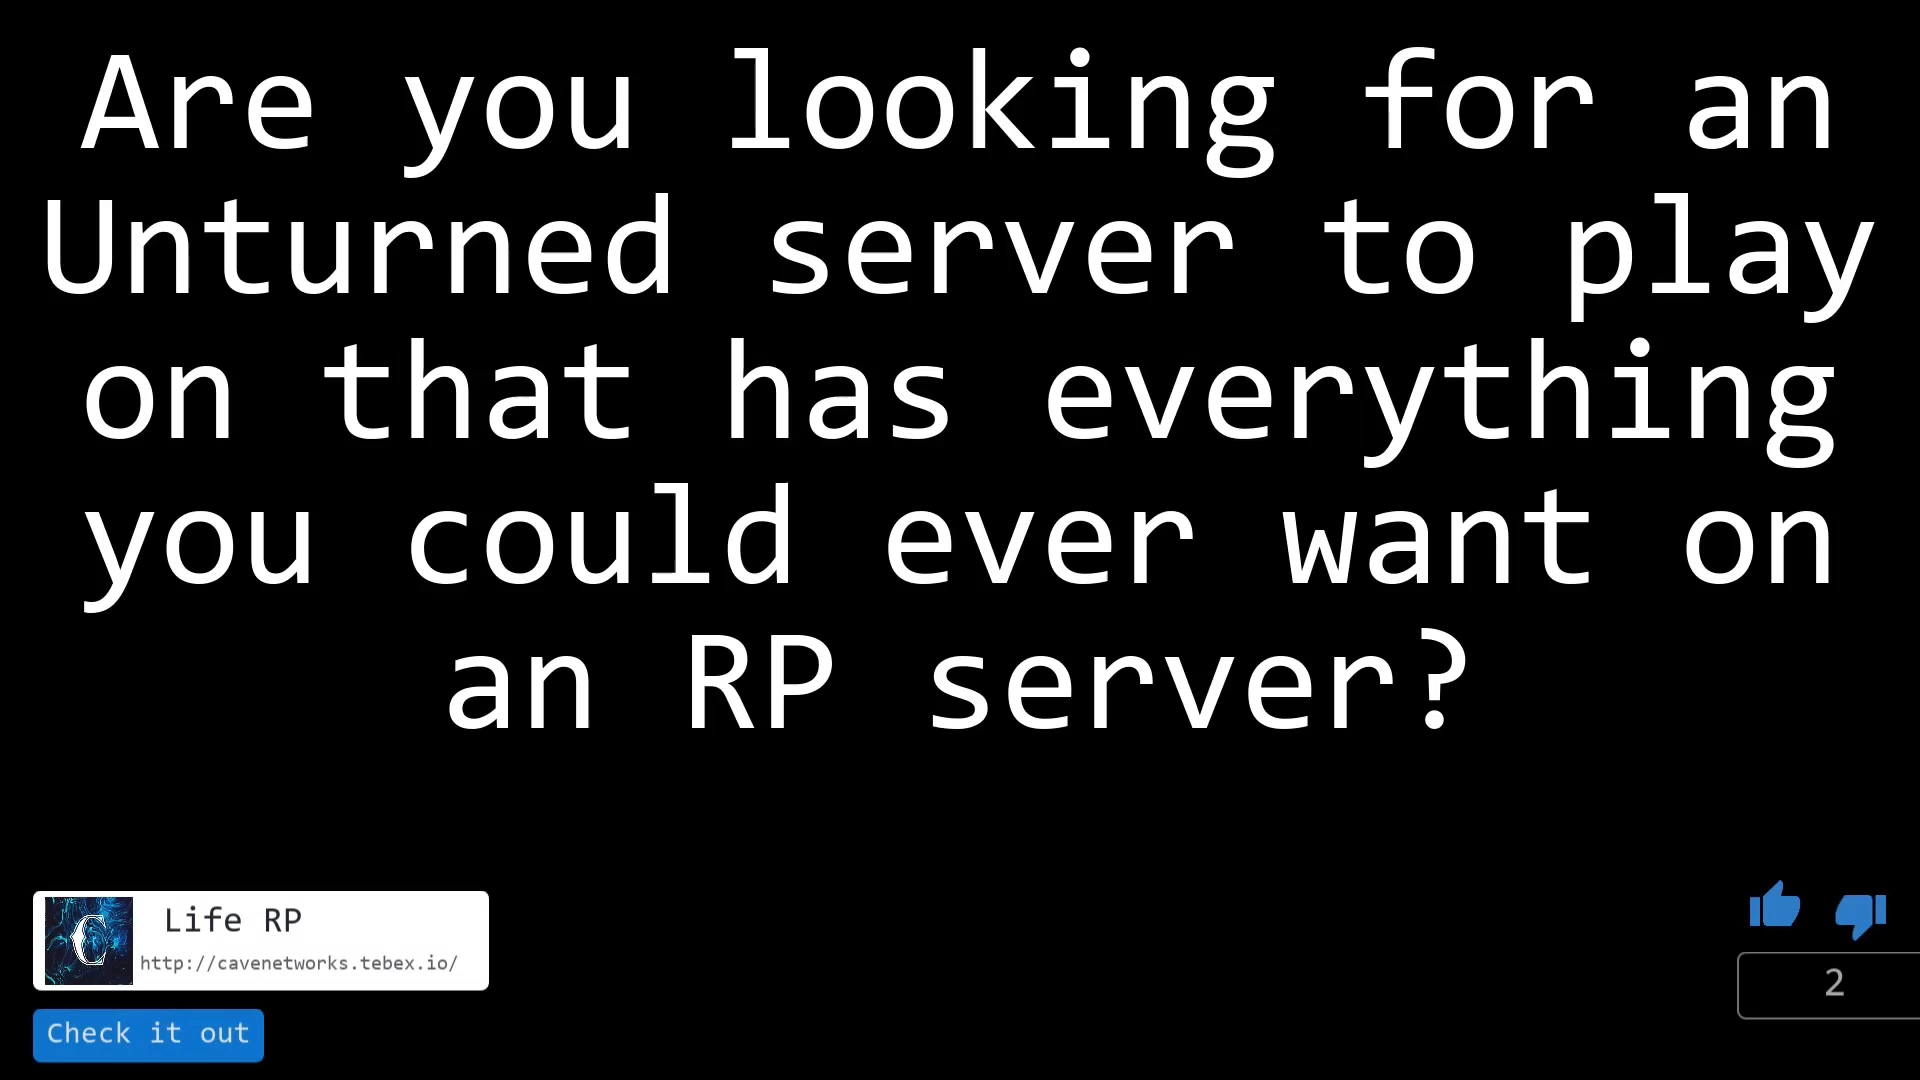 Are you looking for an
Unturned server to play
on that has everything
you could ever want on
an RP server?
C
Life RP
http://cavenetworks.tebex.io/
Check it out
2